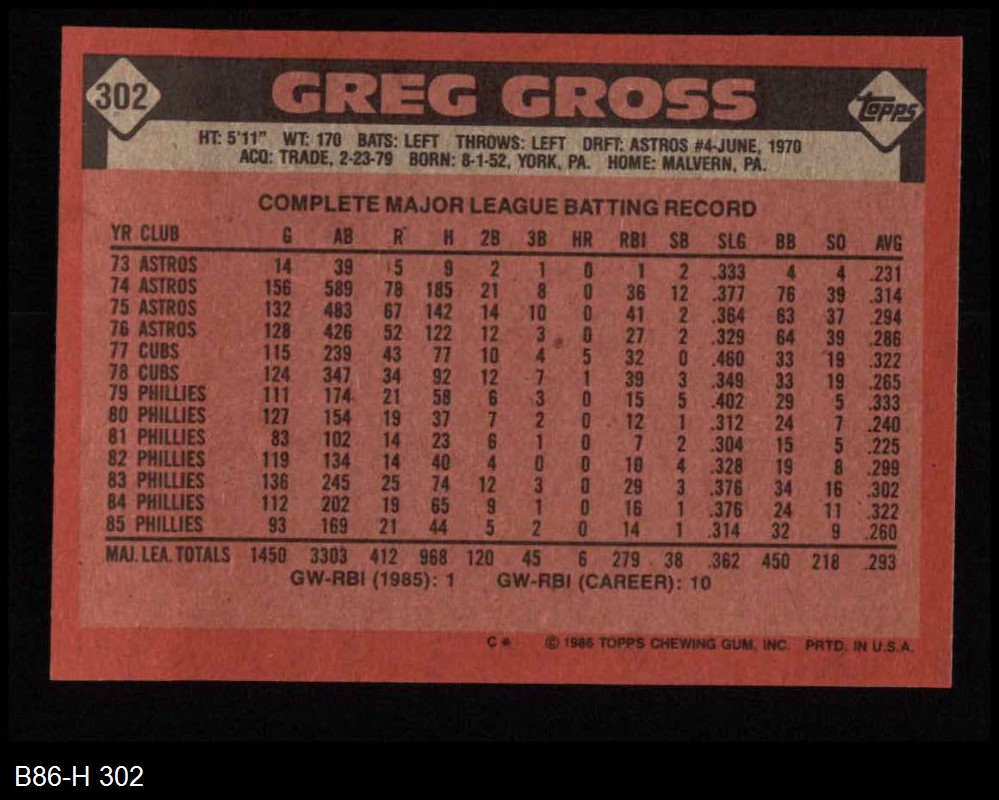 302 GREG GROSS TOPPS
HT: 5'11" WT: 170 BATS: LEFT THROWS: LEFT DRFT: ASTROS #4-JUNE, 1970
ACQ: TRADE, 2-23-79 BORN: 8-1-52, YORK, PA. HOME: MALVERN, PA.
COMPLETE MAJOR LEAGUE BATTING RECORD
YR CLUB G AB R H 2B 3B HR RBI SB SLG BB SO AVG
73 ASTROS 14 39 5 9 2 1 0 1 2 .333 4 4 .231
74 ASTROS 156 589 78 185 21 8 0 36 12 .377 76 39 .314
75 ASTROS 132 483 67 142 14 10 0 41 2 .364 63 37 .294
76 ASTROS 128 426 52 122 12 3 0 27 2 .329 64 39 .286
77 CUBS 115 239 43 77 10 4 5 32 0 .460 33 19 .322
78 CUBS 124 347 34 92 12 7 1 39 3 .349 33 19 .265
79 PHILLIES 111 174 21 58 6 3 0 15 5 .402 29 5 .333
80 PHILLIES 127 154 19 37 7 2 0 12 1 .312 24 7 .240
81 PHILLIES 83 102 14 23 6 1 0 7 2 .304 15 5 .225
82 PHILLIES 119 134 14 40 4 0 0 10 4 .328 19 8 .299
83 PHILLIES 136 245 25 74 12 3 0 29 3 .376 34 16 .302
84 PHILLIES 112 202 19 65 9 1 0 16 1 .376 24 11 .322
85 PHILLIES 93 169 21 44 5 2 0 14 1 .314 32 9 .260
MAJ. LEA. TOTALS 1450 3303 412 968 120 45 6 279 38 .362 450 218 .293
GW-RBI (1985): 1 GW-RBI (CAREER): 10
C* © 1986 TOPPS CHEWING GUM, INC. PRTD. IN U.S.A.
B86-H 302